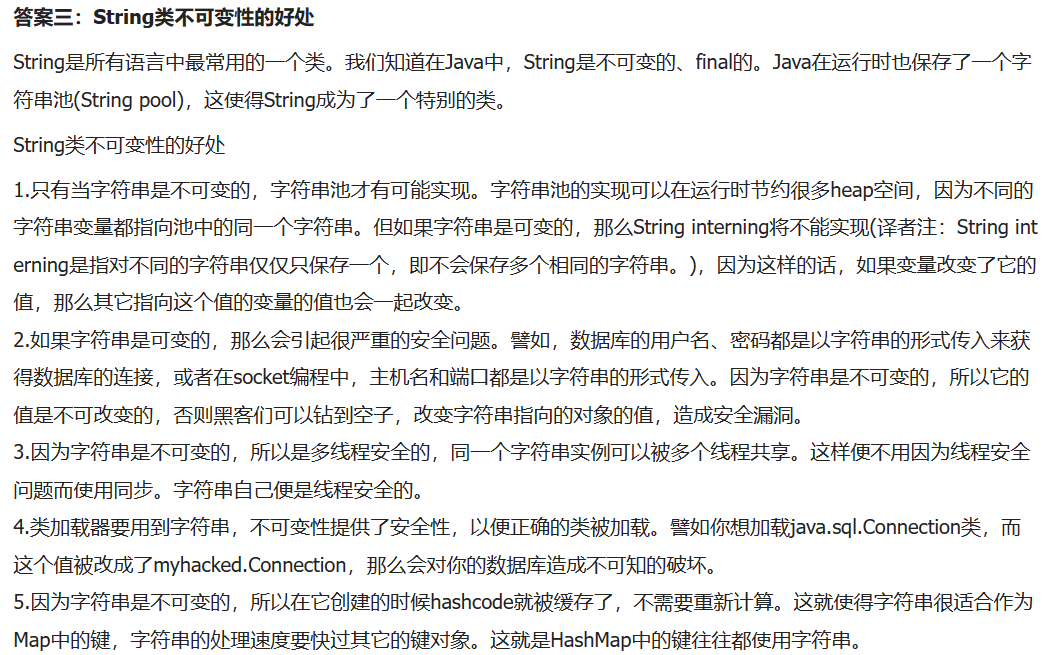 答案三：String类不可变性的好处
String是所有语言中最常用的一个类。我们知道在Java中，String是不可变的、final的。Java在运行时也保存了一个字
符串池(String pool)，这使得String成为了一个特别的类。
String类不可变性的好处
1.只有当字符串是不可变的，字符串池才有可能实现。字符串池的实现可以在运行时节约很多heap空间，因为不同的
字符串变量都指向池中的同一个字符串。但如果字符串是可变的，那么String interning将不能实现(译者注：String int
erning是指对不同的字符串仅仅只保存一个，即不会保存多个相同的字符串。)，因为这样的话，如果变量改变了它的
值，那么其它指向这个值的变量的值也会一起改变。
2.如果字符串是可变的，那么会引起很严重的安全问题。譬如，数据库的用户名、密码都是以字符串的形式传入来获
得数据库的连接，或者在socket编程中，主机名和端口都是以字符串的形式传入。因为字符串是不可变的，所以它的
值是不可改变的，否则黑客们可以钻到空子，改变字符串指向的对象的值，造成安全漏洞。
3.因为字符串是不可变的，所以是多线程安全的，同一个字符串实例可以被多个线程共享。这样便不用因为线程安全
问题而使用同步。字符串自己便是线程安全的。
4.类加载器要用到字符串，不可变性提供了安全性，以便正确的类被加载。譬如你想加载java.sql.Connection类，而
这个值被改成了myhacked.Connection，那么会对你的数据库造成不可知的破坏。
5.因为字符串是不可变的，所以在它创建的时候hashcode就被缓存了，不需要重新计算。这就使得字符串很适合作为
Map中的键，字符串的处理速度要快过其它的键对象。这就是HashMap中的键往往都使用字符串。